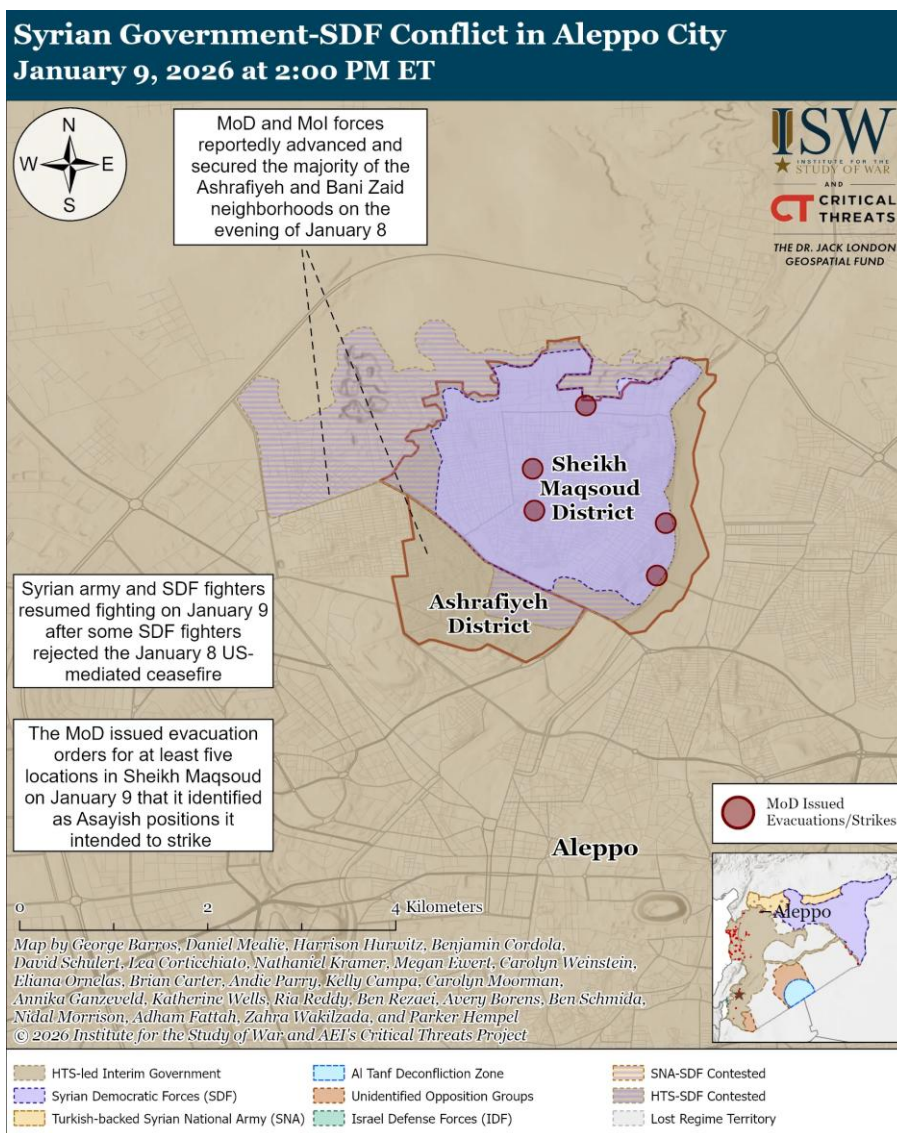 Syrian Government-SDF Conflict in Aleppo City
January 9, 2026 at 2:00 PM ET
N
W
E
S
MoD and MoI forces
reportedly advanced and
secured the majority of the
Ashrafiyeh and Bani Zaid
neighborhoods on the
evening of January 8
ISW
INSTITUTE FOR THE
STUDY OF WAR
AND
CT CRITICAL
THREATS
THE DR. JACK LONDON
GEOSPATIAL FUND
Sheikh
Maqsoud
District
Ashrafiyeh
District
Syrian army and SDF fighters
resumed fighting on January 9
after some SDF fighters
rejected the January 8 US-
mediated ceasefire
The MoD issued evacuation
orders for at least five
locations in Sheikh Maqsoud
on January 9 that it identified
as Asayish positions it
intended to strike
Aleppo
MoD Issued
Evacuations/Strikes
Aleppo
0 2 4 Kilometers
Map by George Barros, Daniel Mealie, Harrison Hurwitz, Benjamin Cordola,
David Schulert, Lea Corticchiato, Nathaniel Kramer, Megan Ewert, Carolyn Weinstein,
Eliana Ornelas, Brian Carter, Andie Parry, Kelly Campa, Carolyn Moorman,
Annika Ganzeveld, Katherine Wells, Ria Reddy, Ben Rezaei, Avery Borens, Ben Schmida,
Nidal Morrison, Adham Fattah, Zahra Wakilzada, and Parker Hempel
© 2026 Institute for the Study of War and AEI's Critical Threats Project
HTS-led Interim Government
Syrian Democratic Forces (SDF)
Turkish-backed Syrian National Army (SNA)
Al Tanf Deconfliction Zone
Unidentified Opposition Groups
Israel Defense Forces (IDF)
SNA-SDF Contested
HTS-SDF Contested
Lost Regime Territory